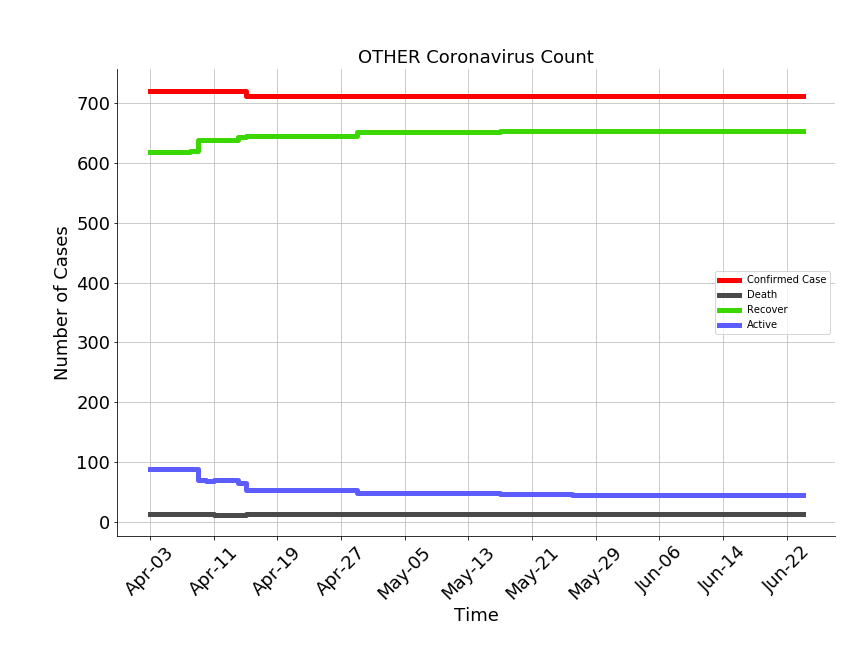 OTHER Coronavirus Count
Number of Cases
700
600
500
400
300
200
100
0
Confirmed Case
Death
Recover
Active
Apr-03
Apr-11
Apr-19
Apr-27
May-05
May-13
May-21
May-29
Jun-06
Jun-14
Jun-22
Time